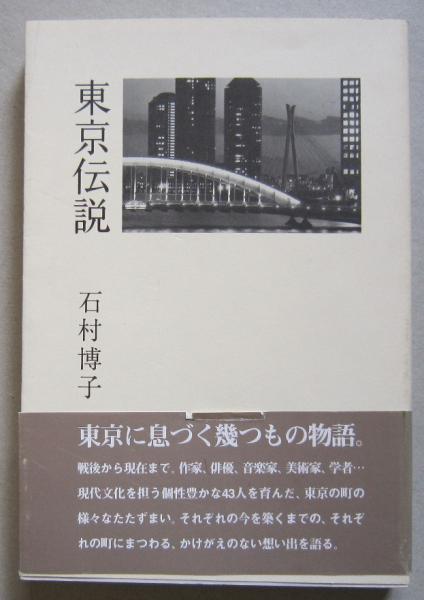 東京伝説
石村博子
東京に息づく幾つもの物語。
戦後から現在まで。作家、俳優、音楽家、美術家、学者…
現代文化を担う個性豊かな43人を育んだ、東京の町の
様々なたたずまい。それぞれの今を築くまでの、それぞ
れの町にまつわる、かけがえのない想い出を語る。